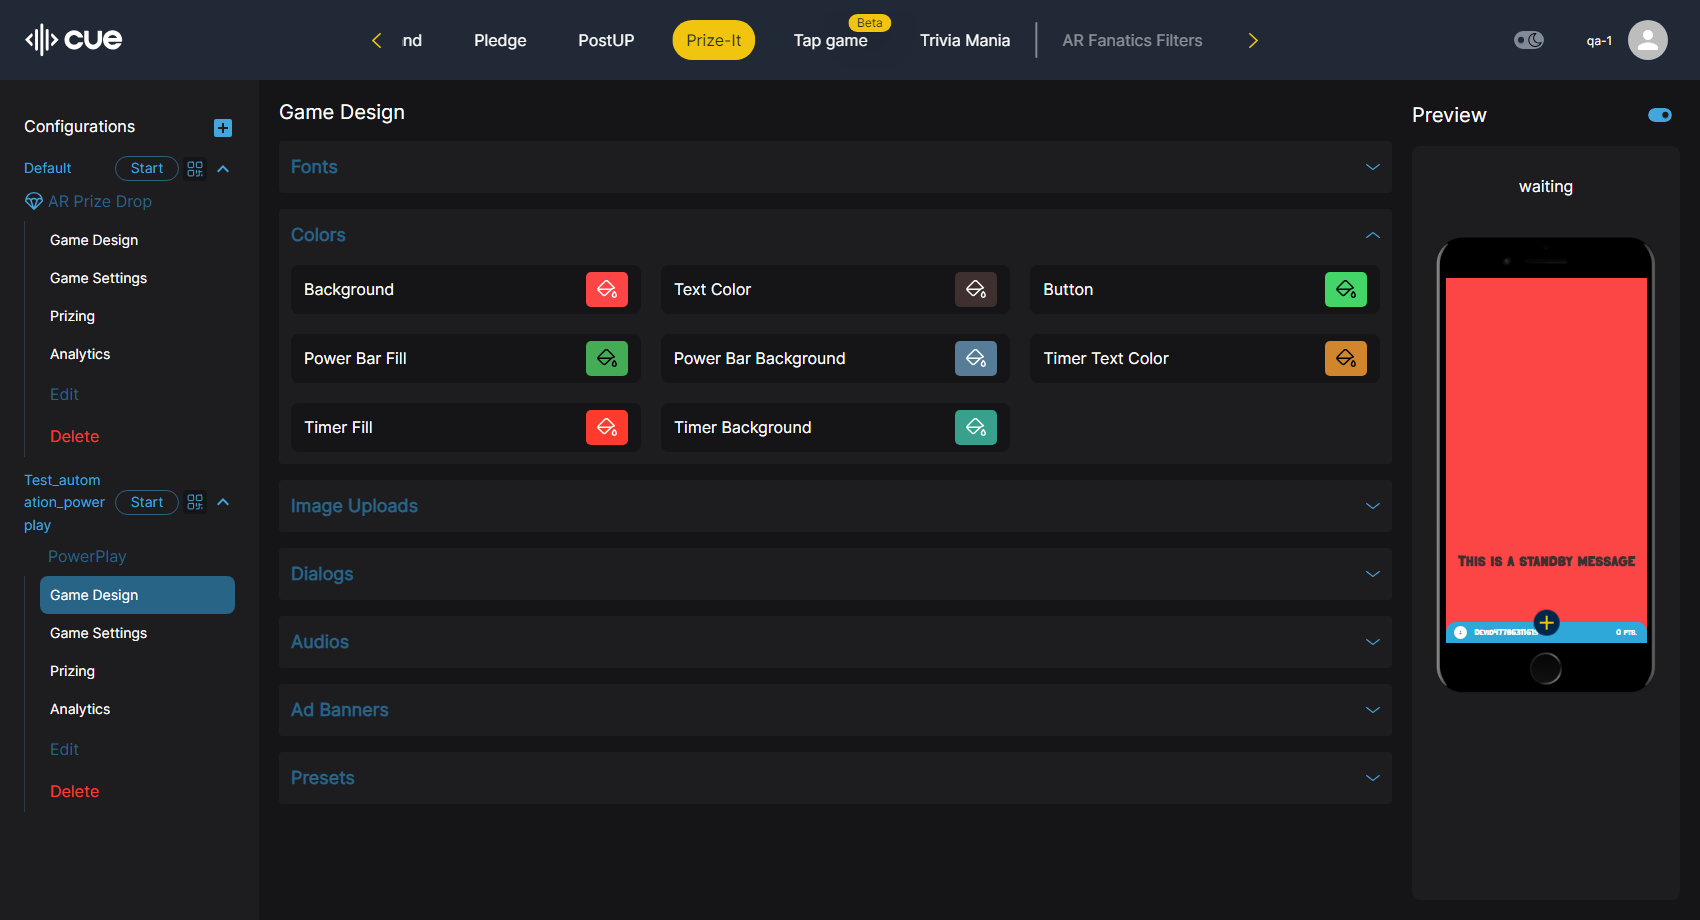 cue
nd
Pledge
PostUP
Prize-It
Tap game
Beta
Trivia Mania
AR Fanatics Filters
qa-1
Configurations
Default
Start
AR Prize Drop
Game Design
Game Settings
Prizing
Analytics
Edit
Delete
Test_autom
ation_power
play
Start
PowerPlay
Game Design
Game Settings
Prizing
Analytics
Edit
Delete
Game Design
Fonts
Colors
Background
Text Color
Button
Power Bar Fill
Power Bar Background
Timer Text Color
Timer Fill
Timer Background
Image Uploads
Dialogs
Audios
Ad Banners
Presets
Preview
waiting
This is a standby message
0 pts.